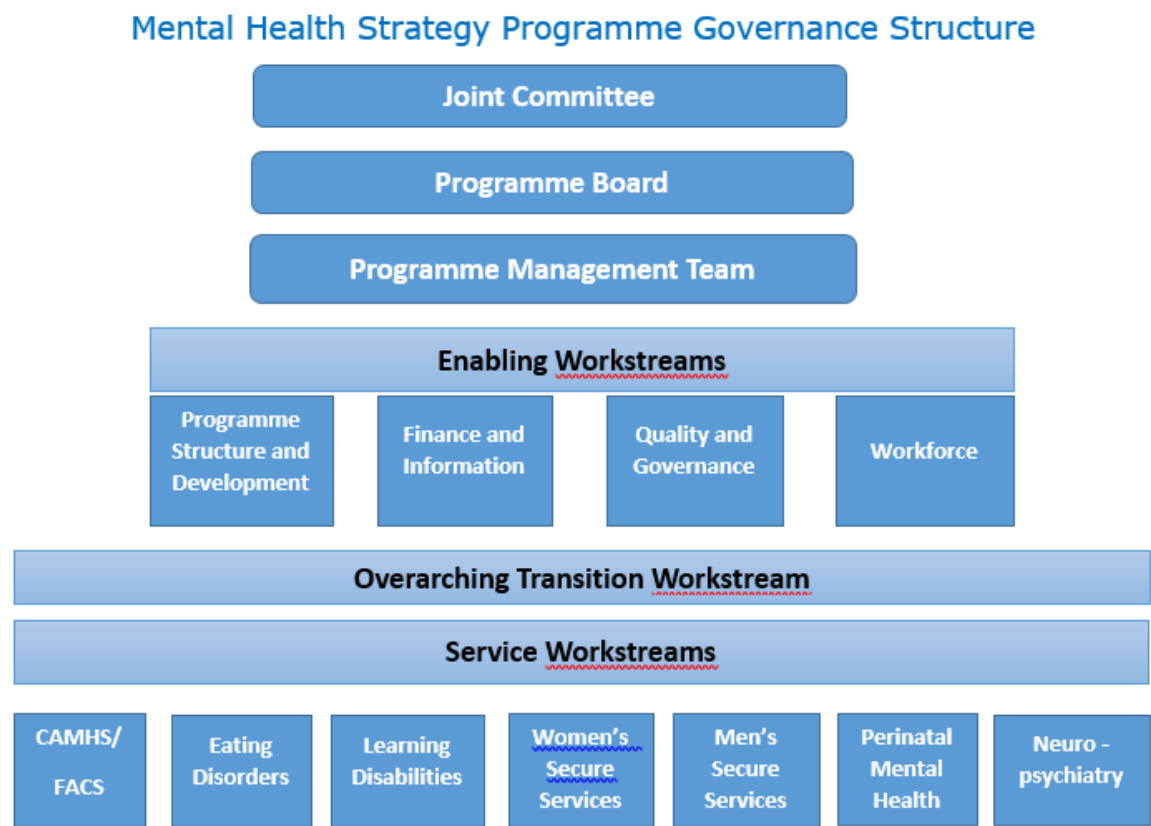 Mental Health Strategy Programme Governance Structure
Joint Committee
Programme Board
Programme Management Team
Enabling Workstreams
Programme
Structure and
Development
Finance and
Information
Quality and
Governance
Workforce
Overarching Transition Workstream
Service Workstreams
CAMHS/
FACS
Eating
Disorders
Learning
Disabilities
Women's
Secure
Services
Men's
Secure
Services
Perinatal
Mental
Health
Neuro -
psychiatry